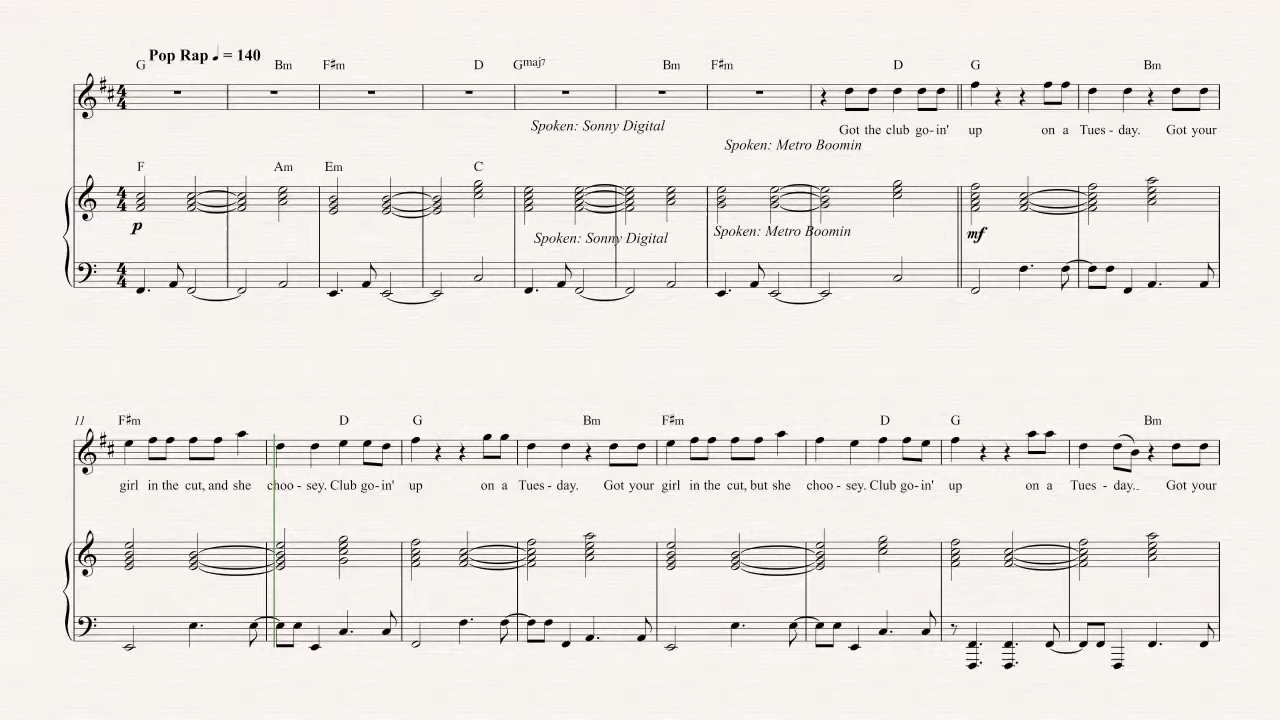 Pop Rap ♩ = 140
G Bm F♯m D Gmaj7 Bm F♯m D G Bm
Spoken: Sonny Digital
Got the club go-in' up on a Tues - day. Got your
Spoken: Metro Boomin
F Am Em C
p
Spoken: Metro Boomin
mf
Spoken: Sonny Digital
11
F♯m D G Bm F♯m D G Bm
girl in the cut, and she choo - sey. Club go-in' up on a Tues - day. Got your girl in the cut, but she choo - sey. Club go-in' up on a Tues - day. Got your